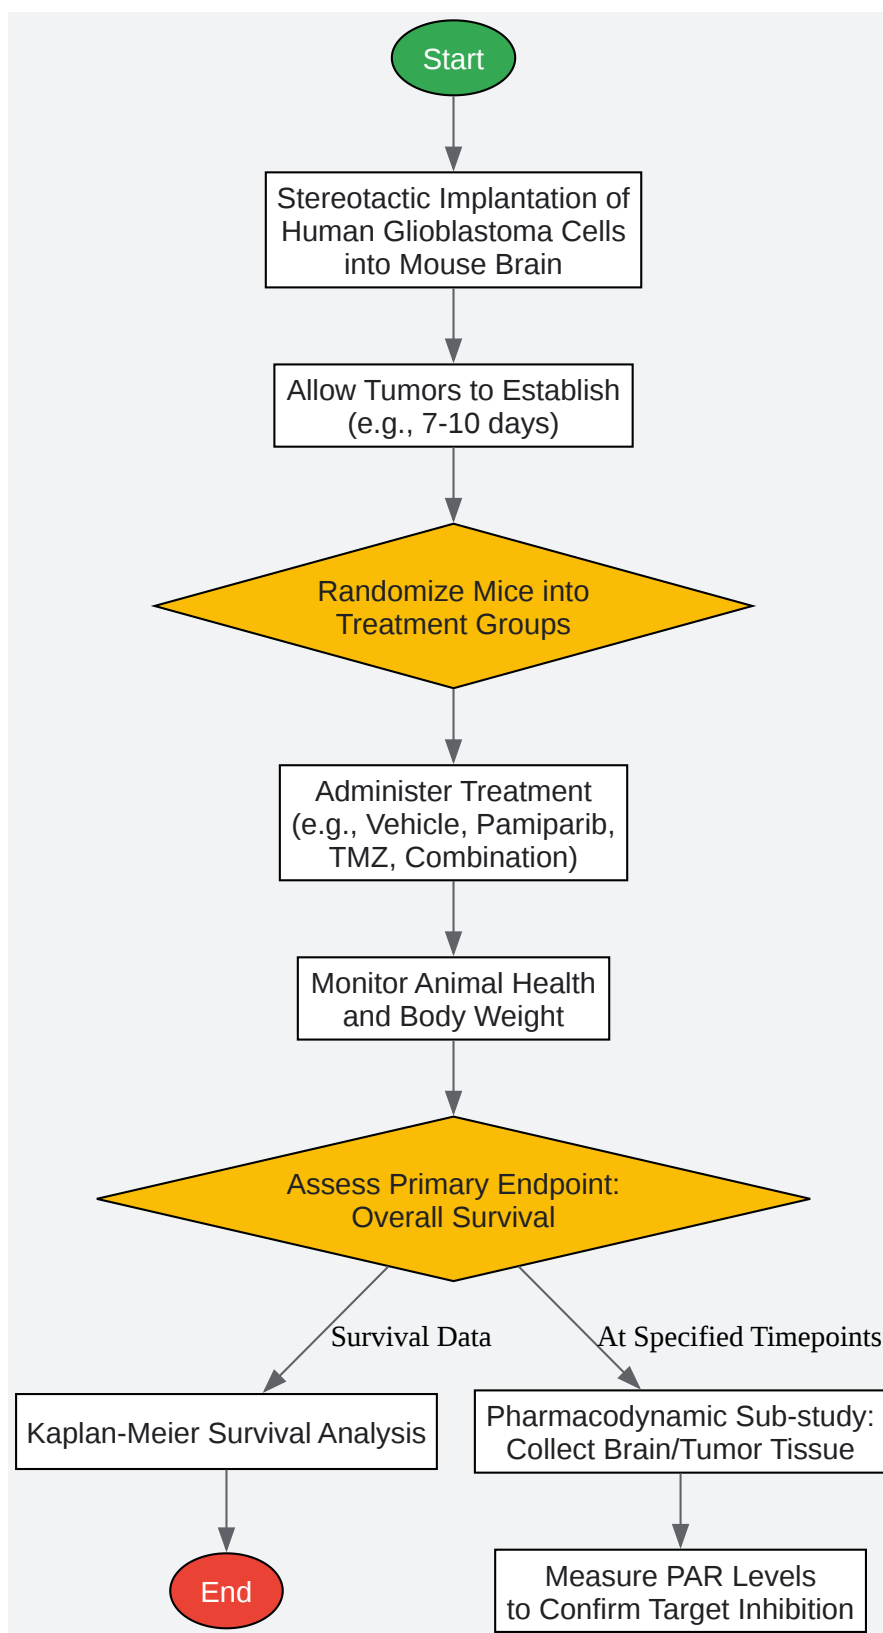 Start
Stereotactic Implantation of
Human Glioblastoma Cells
into Mouse Brain
Allow Tumors to Establish
(e.g., 7-10 days)
Randomize Mice into
Treatment Groups
Administer Treatment
(e.g., Vehicle, Pamiparib,
TMZ, Combination)
Monitor Animal Health
and Body Weight
Assess Primary Endpoint:
Overall Survival
Survival Data
At Specified Timepoints
Kaplan-Meier Survival Analysis
Pharmacodynamic Sub-study:
Collect Brain/Tumor Tissue
End
Measure PAR Levels
to Confirm Target Inhibition